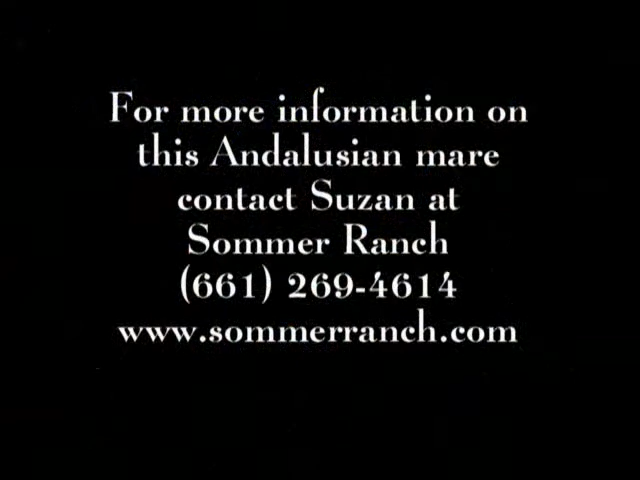 For more information on
this Andalusian mare
contact Suzan at
Sommer Ranch
(661) 269-4614
www.sommerranch.com